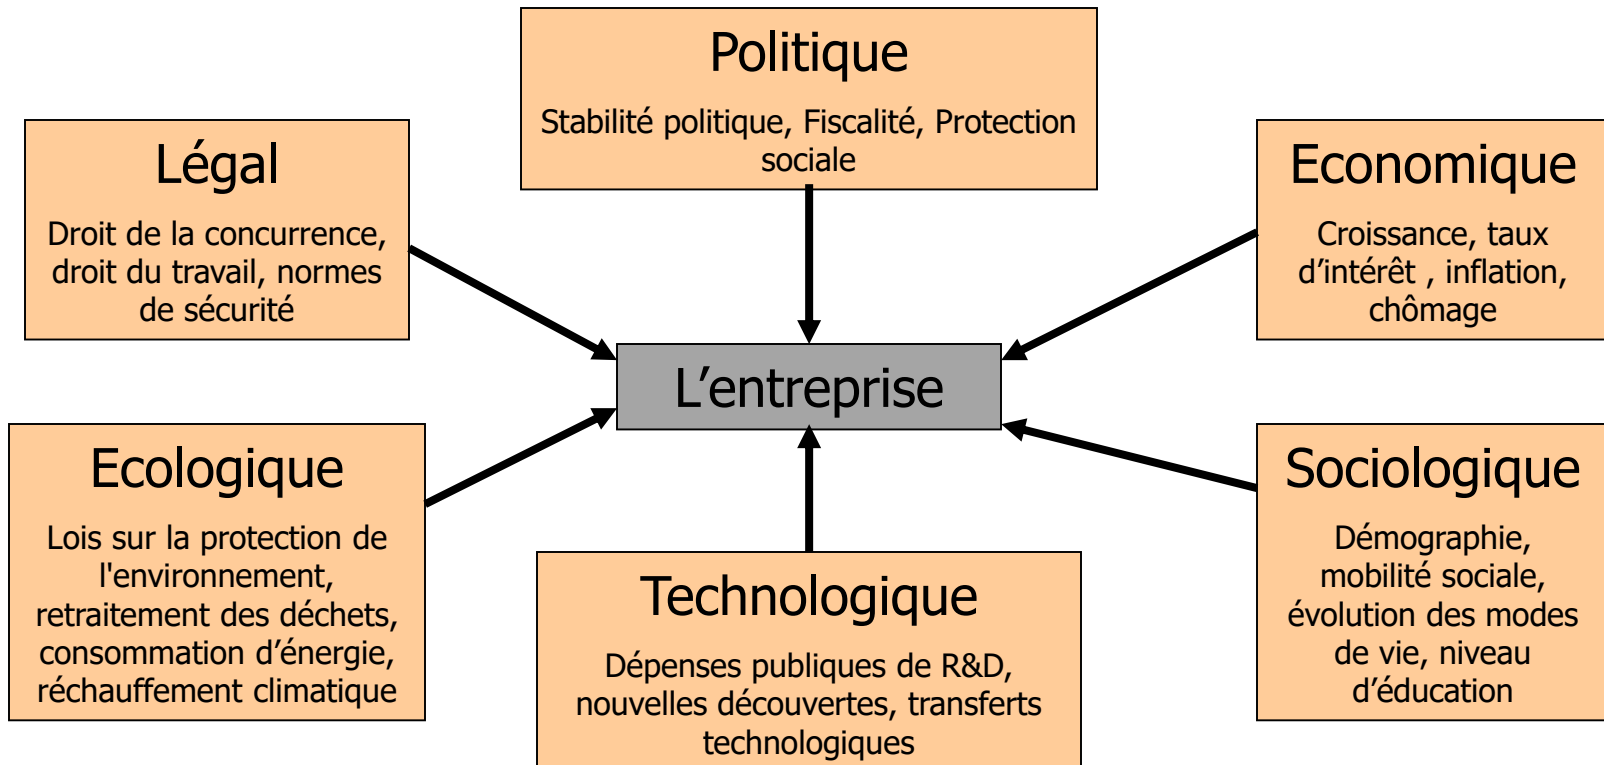 Politique
Stabilité politique, Fiscalité, Protection
sociale
Légal
Droit de la concurrence,
droit du travail, normes
de sécurité
Economique
Croissance, taux
d’intérêt , inflation,
chômage
L’entreprise
Ecologique
Lois sur la protection de
l'environnement,
retraitement des déchets,
consommation d’énergie,
réchauffement climatique
Technologique
Dépenses publiques de R&D,
nouvelles découvertes, transferts
technologiques
Sociologique
Démographie,
mobilité sociale,
évolution des modes
de vie, niveau
d’éducation